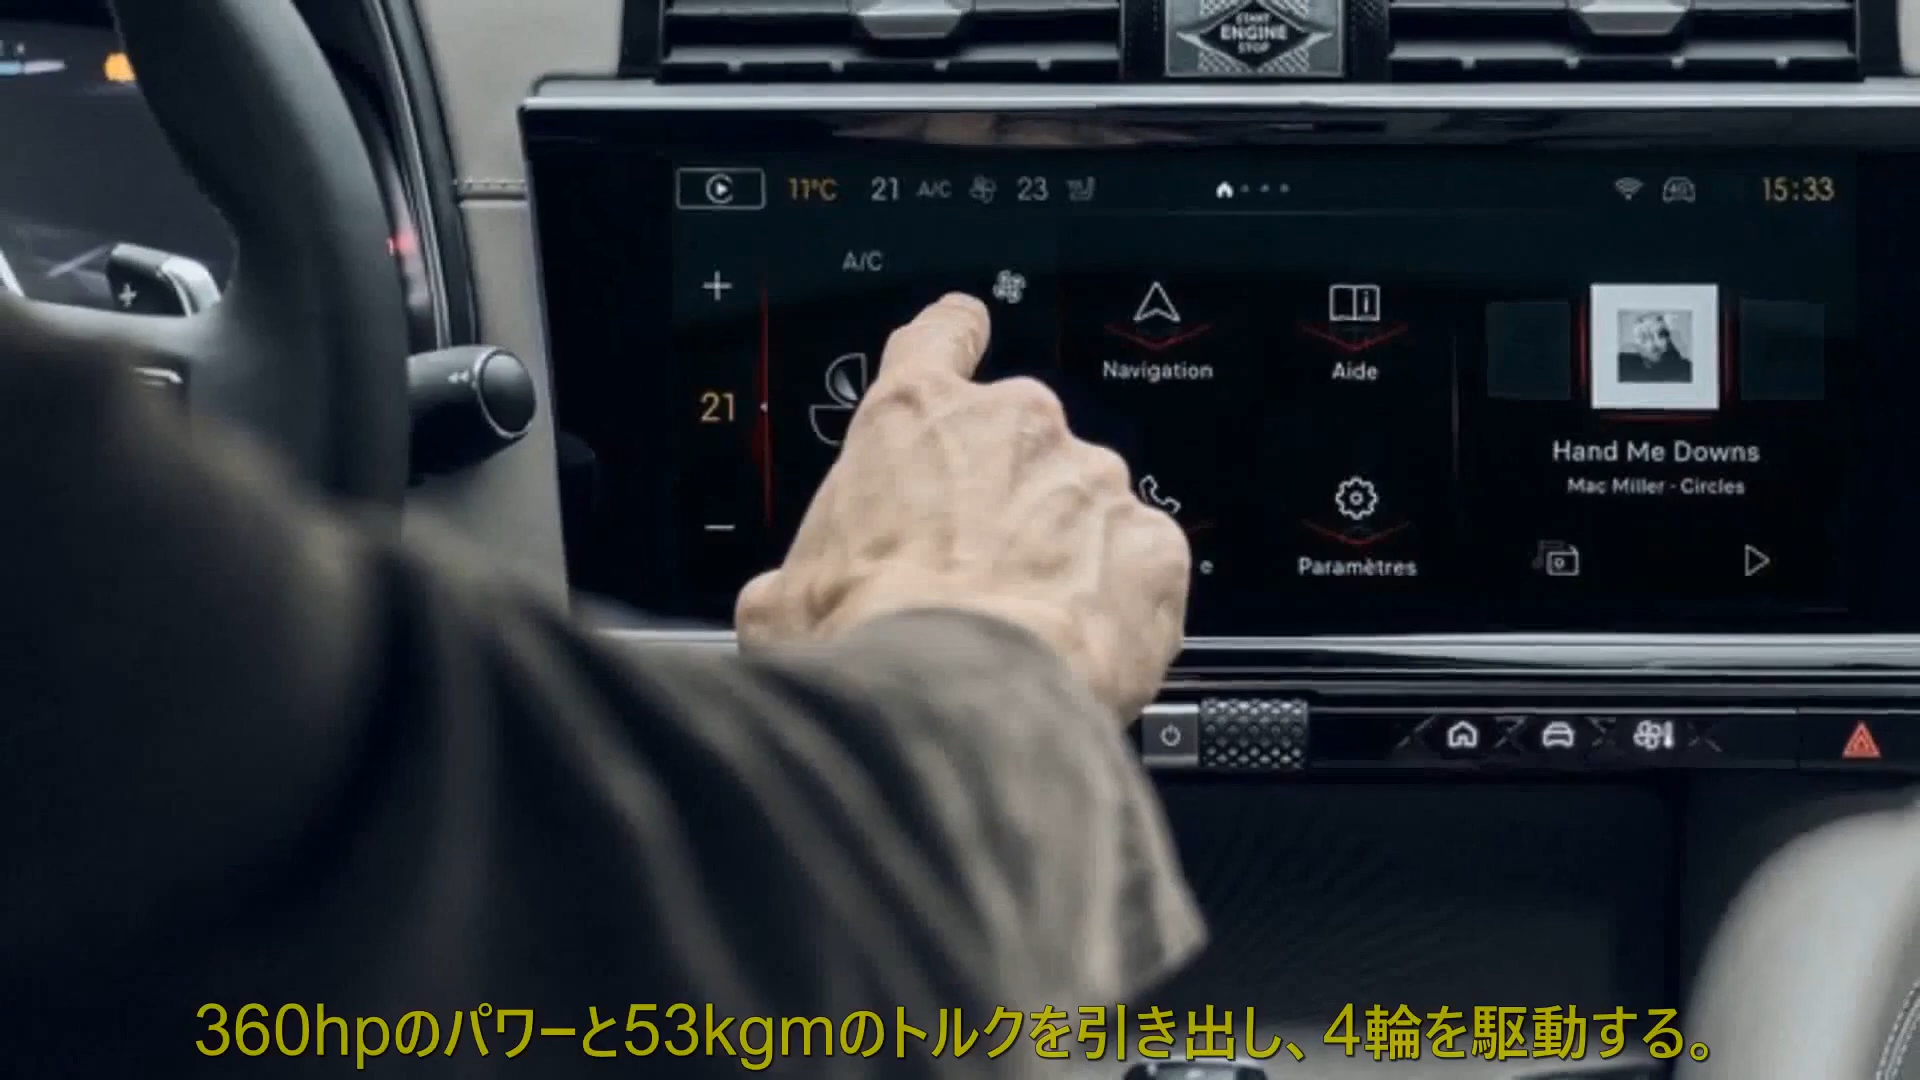 START
ENGINE
STOP
11°C 21 A/C 23 15:33
A/C
21
Navigation
Aide
Hand Me Downs
Mac Miller - Circles
e
Paramètres
360hpのパワーと53kgmのトルクを引き出し、4輪を駆動する。